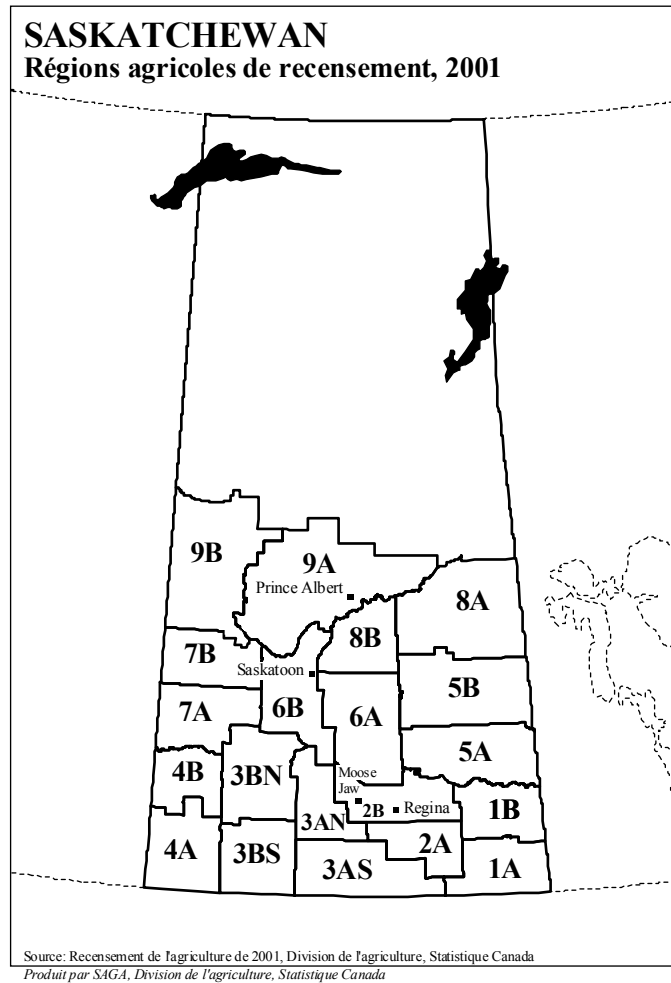 SASKATCHEWAN
Régions agricoles de recensement, 2001
9B
9A
Prince Albert
8A
8B
7B
Saskatoon
5B
7A
6B
6A
5A
4B
3BN
Moose
Jaw
2B
Regina
1B
3AN
2A
4A
3BS
3AS
1A
Source: Recensement de l'agriculture de 2001, Division de l'agriculture, Statistique Canada
Produit par SAGA, Division de l'agriculture, Statistique Canada